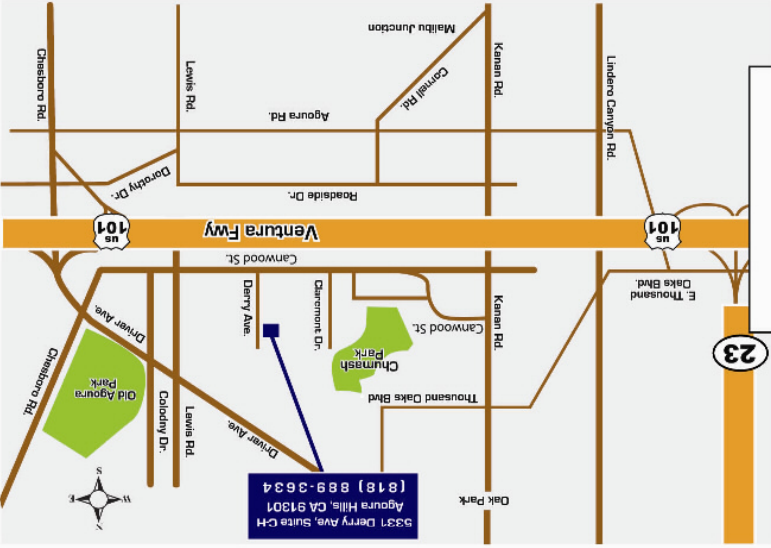 Oak Park
5331 Derry Ave, Suite C-H
Agoura Hills, CA 91301
(818) 889-3634
N
W
E
S
Thousand Oaks Blvd
Driver Ave.
Lewis Rd.
Colodny Dr.
Old Agoura
Park
Chesboro Rd.
23
Chumash
Park
Kanan Rd.
Canwood St.
Claremont Dr.
Derry Ave.
Driver Ave.
E. Thousand
Oaks Blvd.
Canwood St.
US
101
Ventura Fwy
US
101
Roadside Dr.
Dorothy Dr.
Lindero Canyon Rd.
Agoura Rd.
Cornell Rd.
Kanan Rd.
Malibu Junction
Lewis Rd.
Chesboro Rd.